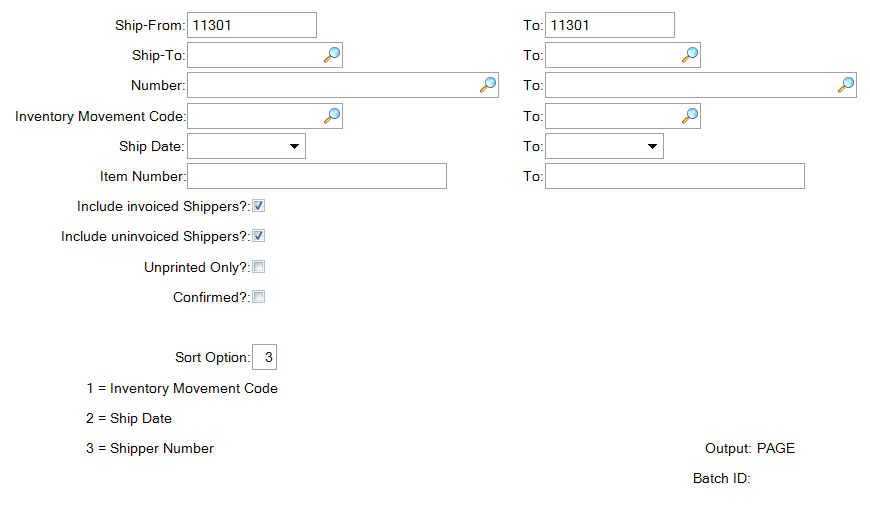 Ship-From: 11301 To: 11301
Ship-To: To:
Number: To:
Inventory Movement Code: To:
Ship Date: To:
Item Number: To:
Include invoiced Shippers?:
Include uninvoiced Shippers?:
Unprinted Only?:
Confirmed?:
Sort Option: 3
1 = Inventory Movement Code
2 = Ship Date
3 = Shipper Number Output: PAGE
Batch ID: